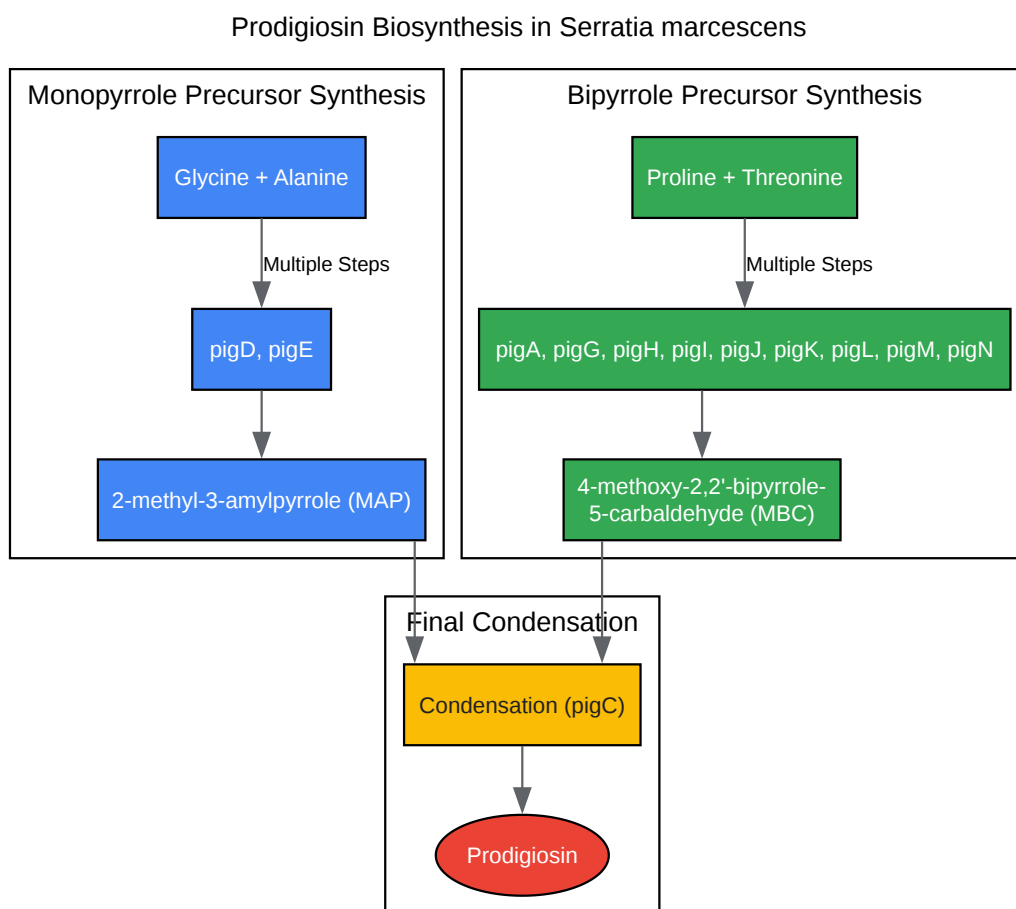 Prodigiosin Biosynthesis in Serratia marcescens
Monopyrrole Precursor Synthesis
Glycine + Alanine
Multiple Steps
pigD, pigE
2-methyl-3-amylpyrrole (MAP)
Bipyrrole Precursor Synthesis
Proline + Threonine
Multiple Steps
pigA, pigG, pigH, pigI, pigJ, pigK, pigL, pigM, pigN
4-methoxy-2,2'-bipyrrole-
5-carbaldehyde (MBC)
Final Condensation
Condensation (pigC)
Prodigiosin